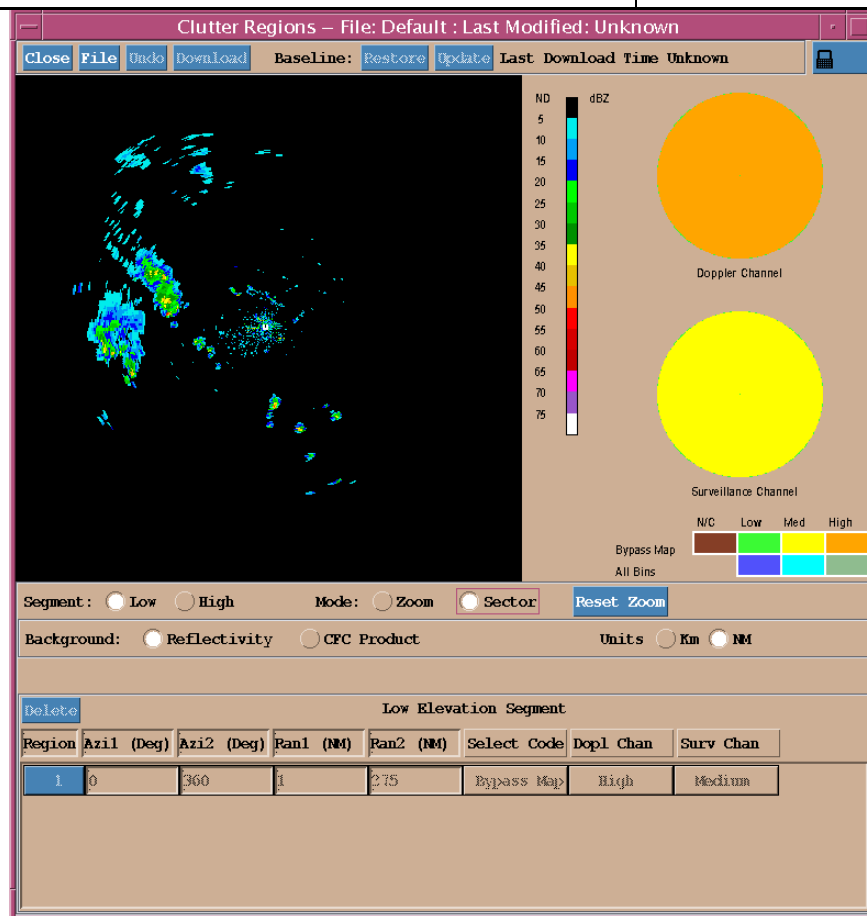 Clutter Regions – File: Default : Last Modified: Unknown
Close File Undo Download Baseline: Restore Update Last Download Time Unknown
ND dBZ
5
10
15
20
25
30
35
40
45
50
55
60
65
70
75
Doppler Channel
Surveillance Channel
N/C Low Med High
Bypass Map
All Bins
Segment: Low High Mode: Zoom Sector Reset Zoom
Background: Reflectivity CFC Product Units Km NM
Delete Low Elevation Segment
Region Azi1 (Deg) Azi2 (Deg) Ran1 (NM) Ran2 (NM) Select Code Dopl Chan Surv Chan
1 0 360 1 275 Bypass Map High Medium